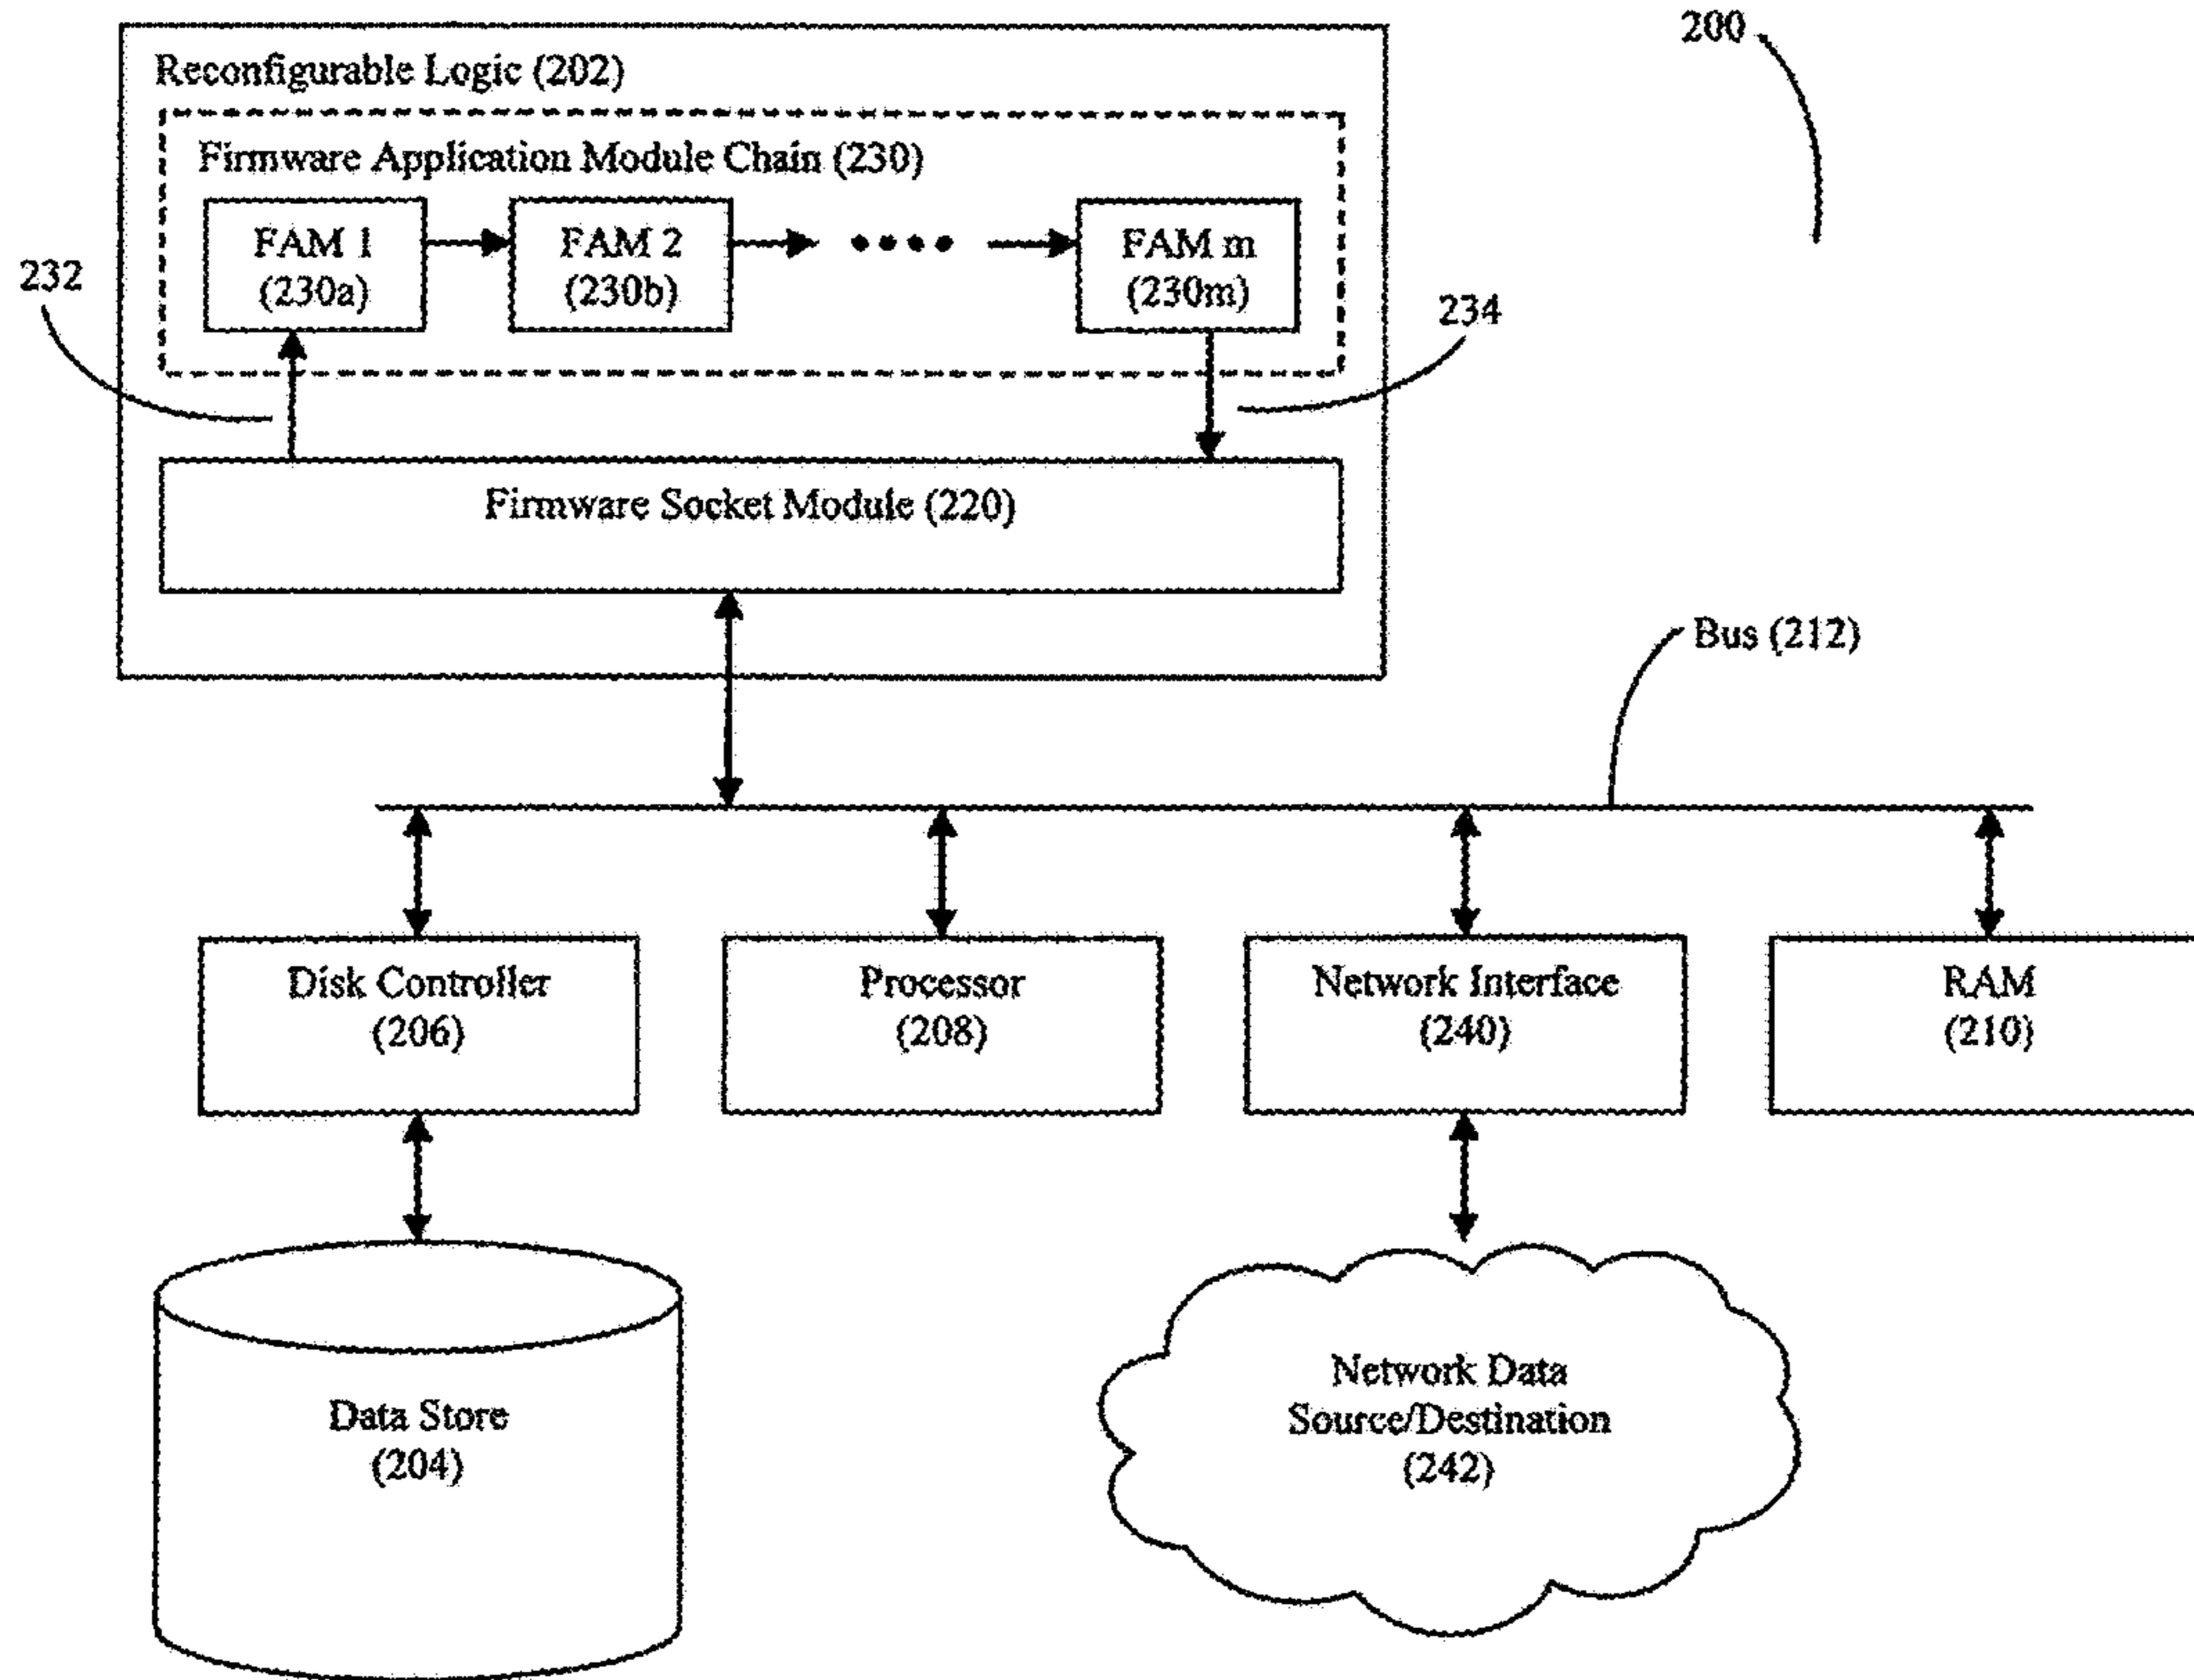 200
Reconfigurable Logic (202)
Firmware Application Module Chain (230)
FAM 1
(230a)
FAM 2
(230b)
FAM m
(230m)
232
234
Firmware Socket Module (220)
Bus (212)
Disk Controller
(206)
Processor
(208)
Network Interface
(240)
RAM
(210)
Data Store
(204)
Network Data
Source/Destination
(242)